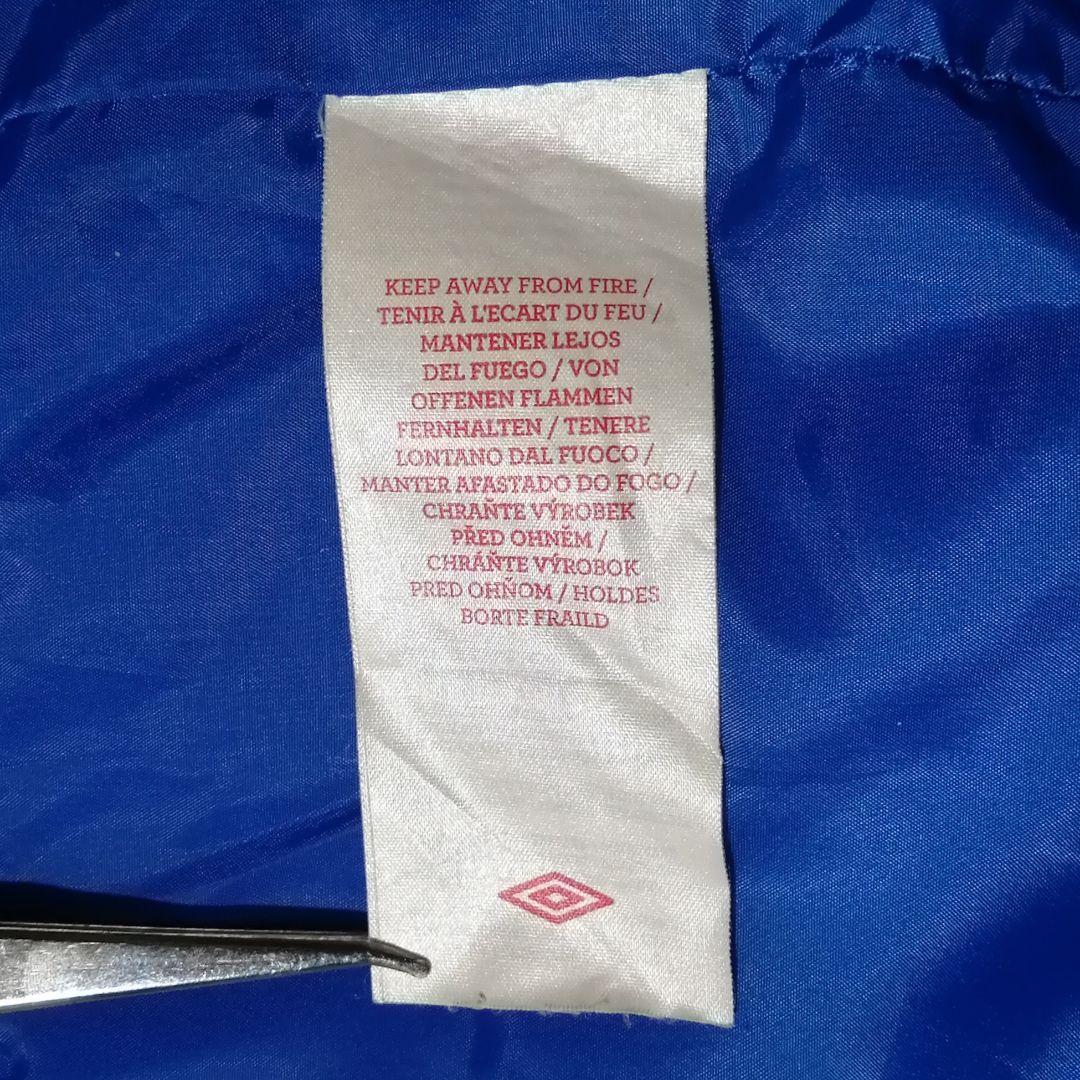 KEEP AWAY FROM FIRE /
TENIR À L'ECART DU FEU /
MANTENER LEJOS
DEL FUEGO / VON
OFFENEN FLAMMEN
FERNHALTEN / TENERE
LONTANO DAL FUOCO /
MANTER AFASTADO DO FOGO /
CHRAŇTE VÝROBEK
PŘED OHNĚM /
CHRÁŇTE VÝROBOK
PRED OHŇOM / HOLDES
BORTE FRAILD